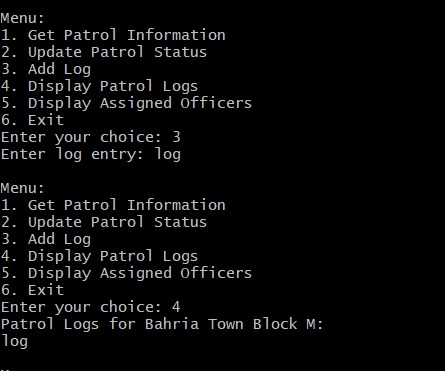 Menu:
1. Get Patrol Information
2. Update Patrol Status
3. Add Log
4. Display Patrol Logs
5. Display Assigned Officers
6. Exit
Enter your choice: 3
Enter log entry: log
Menu:
1. Get Patrol Information
2. Update Patrol Status
3. Add Log
4. Display Patrol Logs
5. Display Assigned Officers
6. Exit
Enter your choice: 4
Patrol Logs for Bahria Town Block M:
log